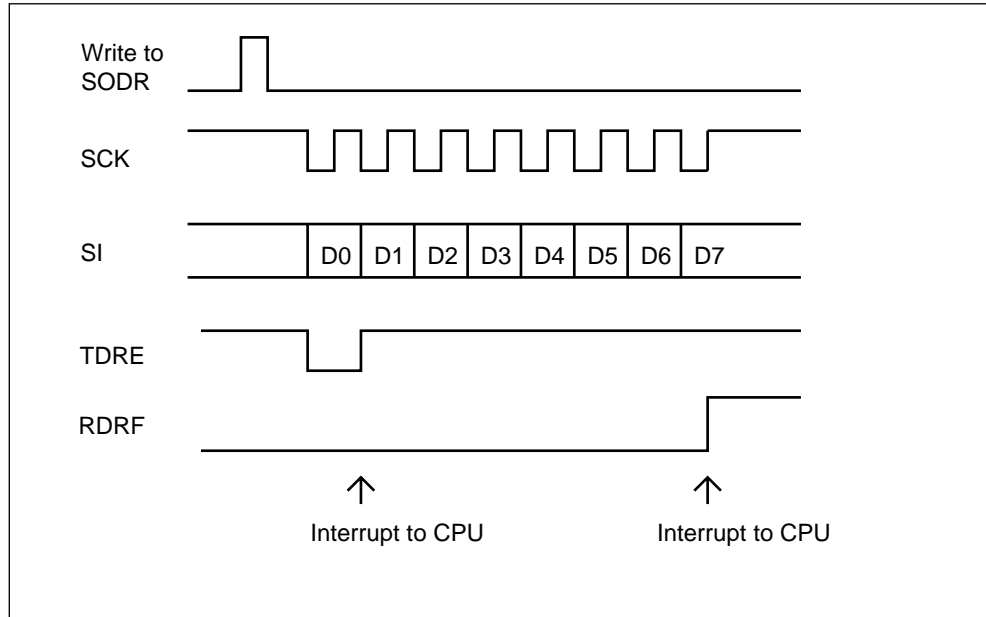 Write to
SODR
SCK
SI
D0 D1 D2 D3 D4 D5 D6 D7
TDRE
RDRF
Interrupt to CPU Interrupt to CPU